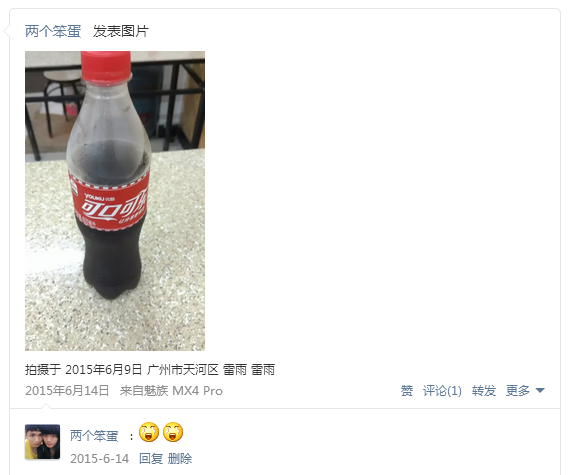 两个笨蛋 发表图片
YOUKU 优酷
可口可乐
拍摄于 2015年6月9日 广州市天河区 雷雨 雷雨
2015年6月14日 来自魅族 MX4 Pro
赞 评论(1) 转发 更多
两个笨蛋 :
2015-6-14 回复 删除